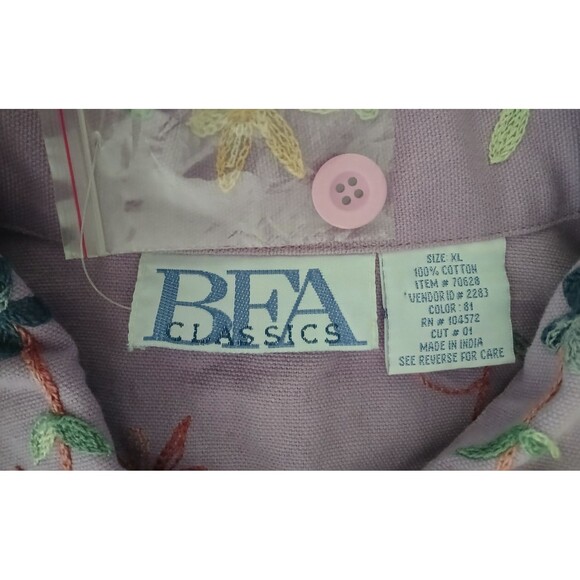 BFA
CLASSICS
SIZE: XL
100% COTTON
ITEM # 70628
*VENDOR ID # 2283
COLOR: 81
RN # 104572
CUT # 01
MADE IN INDIA
SEE REVERSE FOR CARE